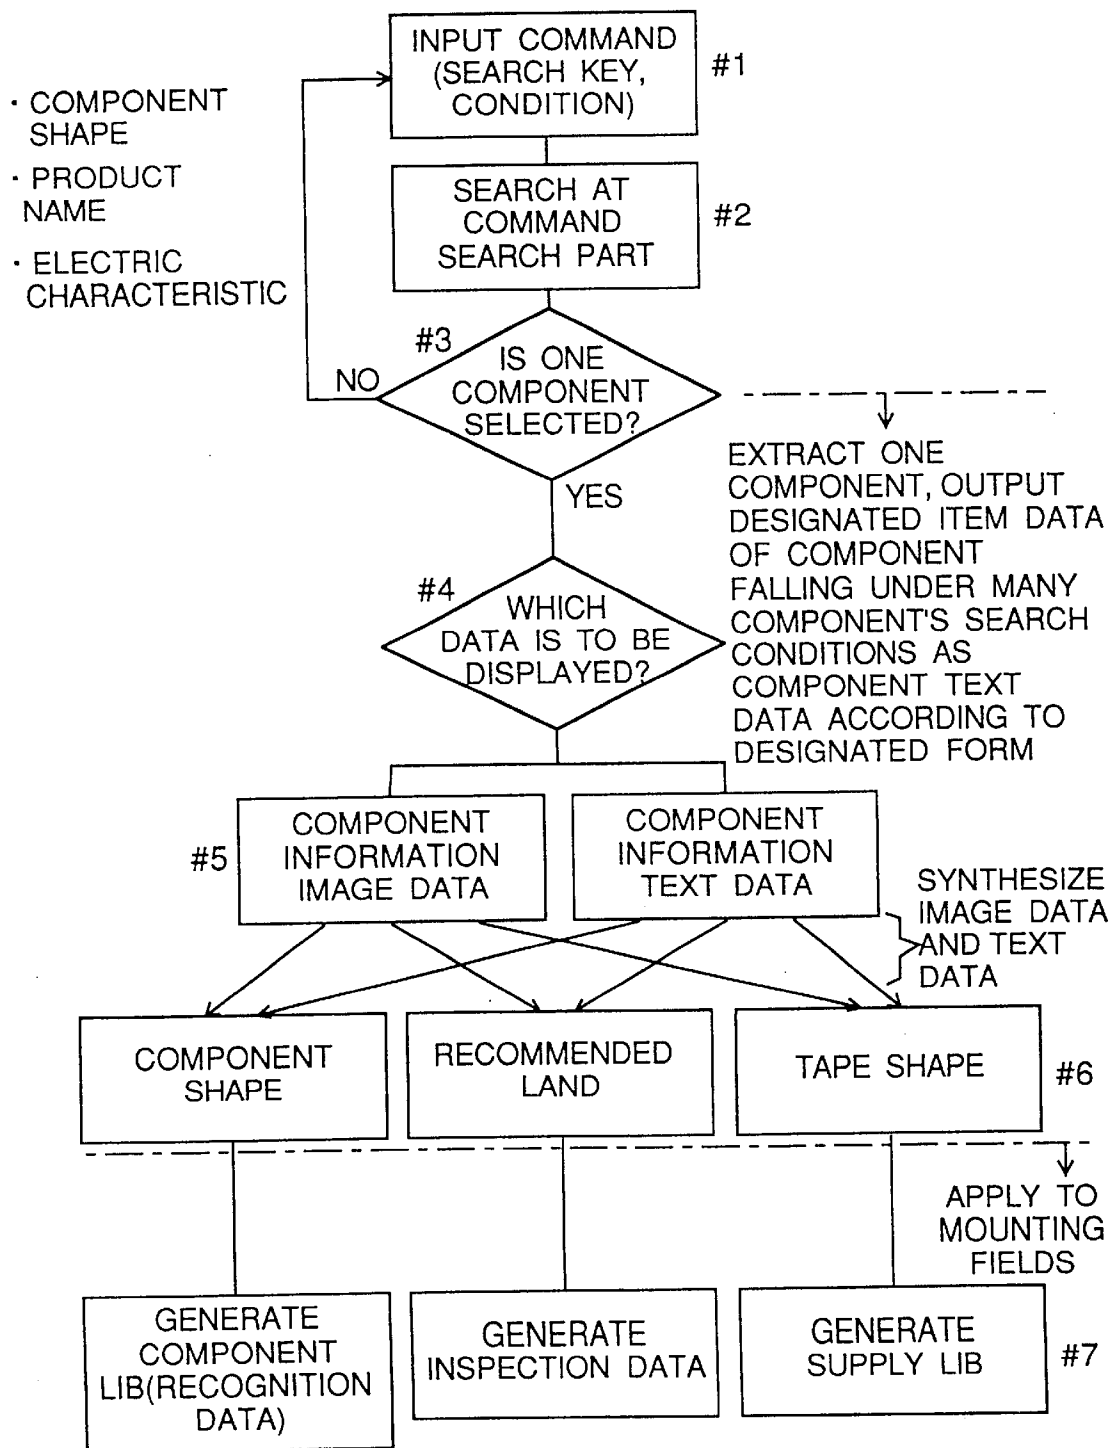 INPUT COMMAND
(SEARCH KEY,
CONDITION)
#1
· COMPONENT
SHAPE
· PRODUCT
NAME
· ELECTRIC
CHARACTERISTIC
SEARCH AT
COMMAND
SEARCH PART
#2
#3
IS ONE
COMPONENT
SELECTED?
NO
YES
EXTRACT ONE
COMPONENT, OUTPUT
DESIGNATED ITEM DATA
OF COMPONENT
FALLING UNDER MANY
COMPONENT'S SEARCH
CONDITIONS AS
COMPONENT TEXT
DATA ACCORDING TO
DESIGNATED FORM
#4
WHICH
DATA IS TO BE
DISPLAYED?
#5
COMPONENT
INFORMATION
IMAGE DATA
COMPONENT
INFORMATION
TEXT DATA
SYNTHESIZE
IMAGE DATA
AND TEXT
DATA
COMPONENT
SHAPE
RECOMMENDED
LAND
TAPE SHAPE
#6
APPLY TO
MOUNTING
FIELDS
GENERATE
COMPONENT
LIB(RECOGNITION
DATA)
GENERATE
INSPECTION DATA
GENERATE
SUPPLY LIB
#7